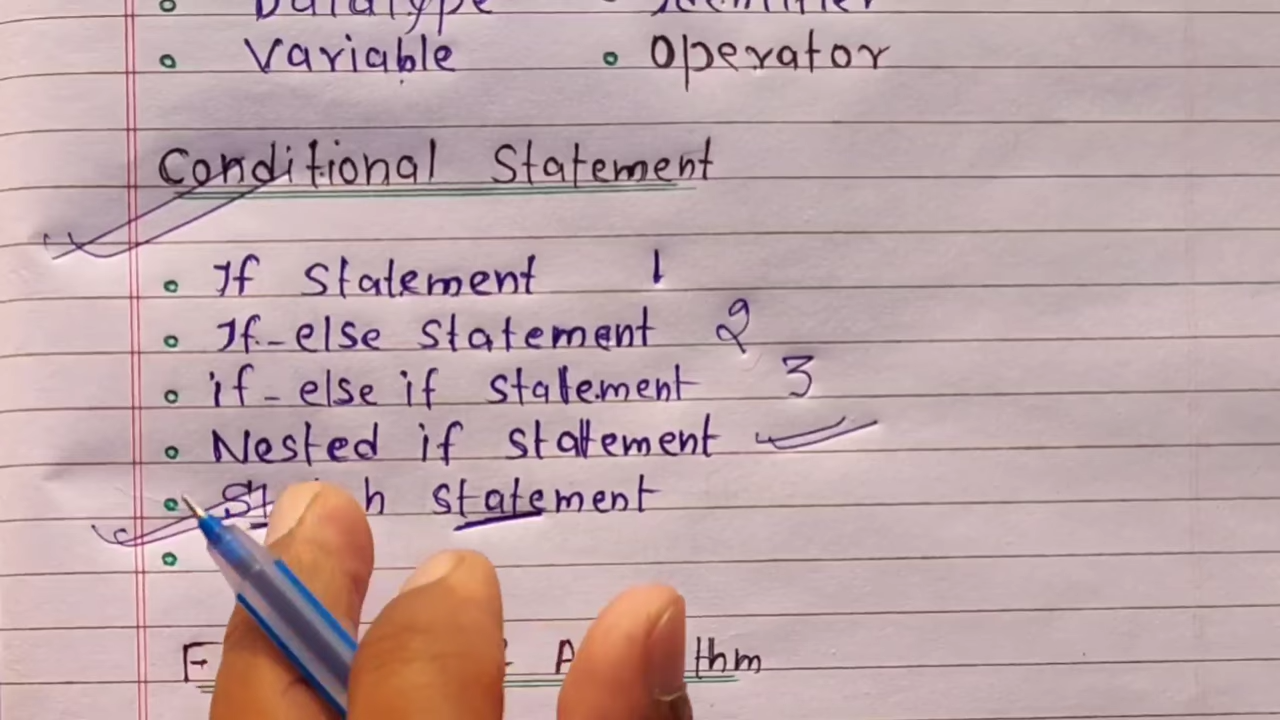 Variable • Operator
Conditional Statement
• If Statement 1
• If-else Statement 2
• if-else if statement 3
• Nested if statement
• statement
•